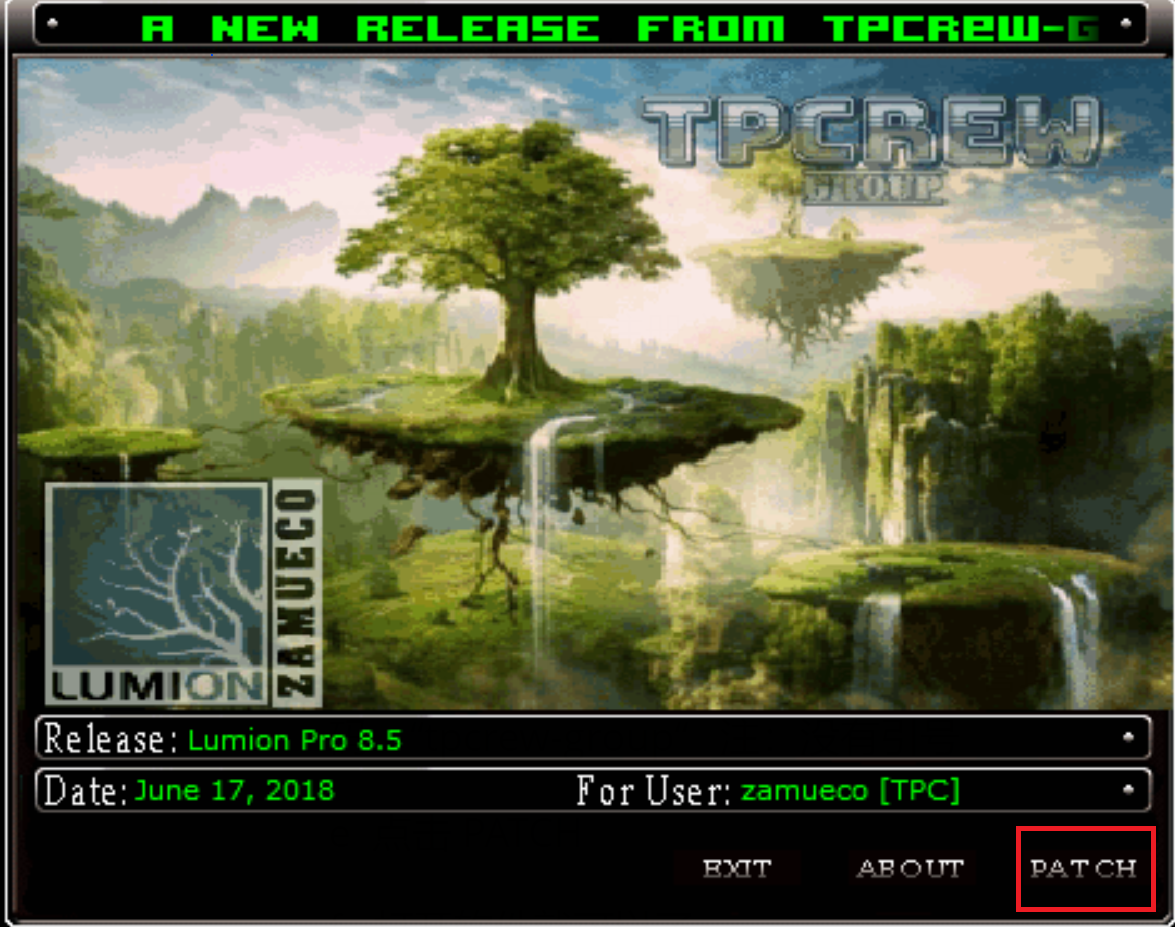 A NEW RELEASE FROM TPCREW-G
TPCREW
GROUP
LUMION
ZAMUECO
Release: Lumion Pro 8.5
Date: June 17, 2018 For User: zamueco [TPC]
EXIT ABOUT PATCH